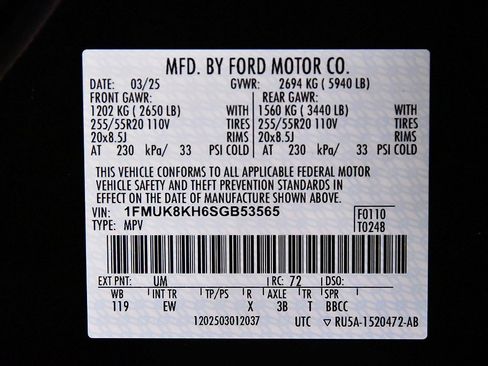 MFD. BY FORD MOTOR CO.
DATE: 03/25 GVWR: 2694 KG ( 5940 LB)
FRONT GAWR: REAR GAWR:
1202 KG ( 2650 LB) WITH 1560 KG ( 3440 LB) WITH
255/55R20 110V TIRES 255/55R20 110V TIRES
20x8.5J RIMS 20x8.5J RIMS
AT 230 kPa/ 33 PSI COLD AT 230 kPa/ 33 PSI COLD
THIS VEHICLE CONFORMS TO ALL APPLICABLE FEDERAL MOTOR
VEHICLE SAFETY AND THEFT PREVENTION STANDARDS IN
EFFECT ON THE DATE OF MANUFACTURE SHOWN ABOVE.
VIN: 1FMUK8KH6SGB53565 F0110
TYPE: MPV T0248
EXT PNT: UM RC: 72 DSO:
WB INT TR TP/PS R AXLE TR SPR
119 EW X 3B T BBCC
1202503012037 UTC ▽ RU5A-1520472-AB